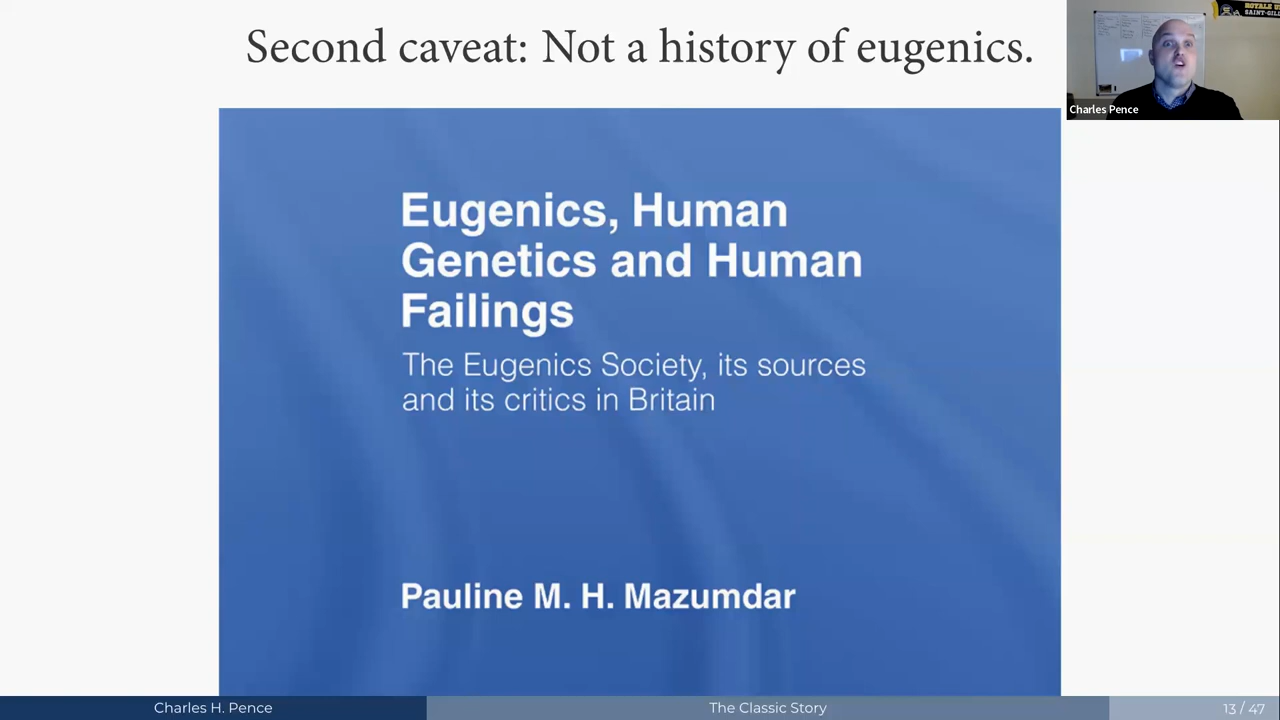 Second caveat: Not a history of eugenics.
Charles Pence
Eugenics, Human
Genetics and Human
Failings
The Eugenics Society, its sources
and its critics in Britain
Pauline M. H. Mazumdar
Charles H. Pence
The Classic Story
13 / 47